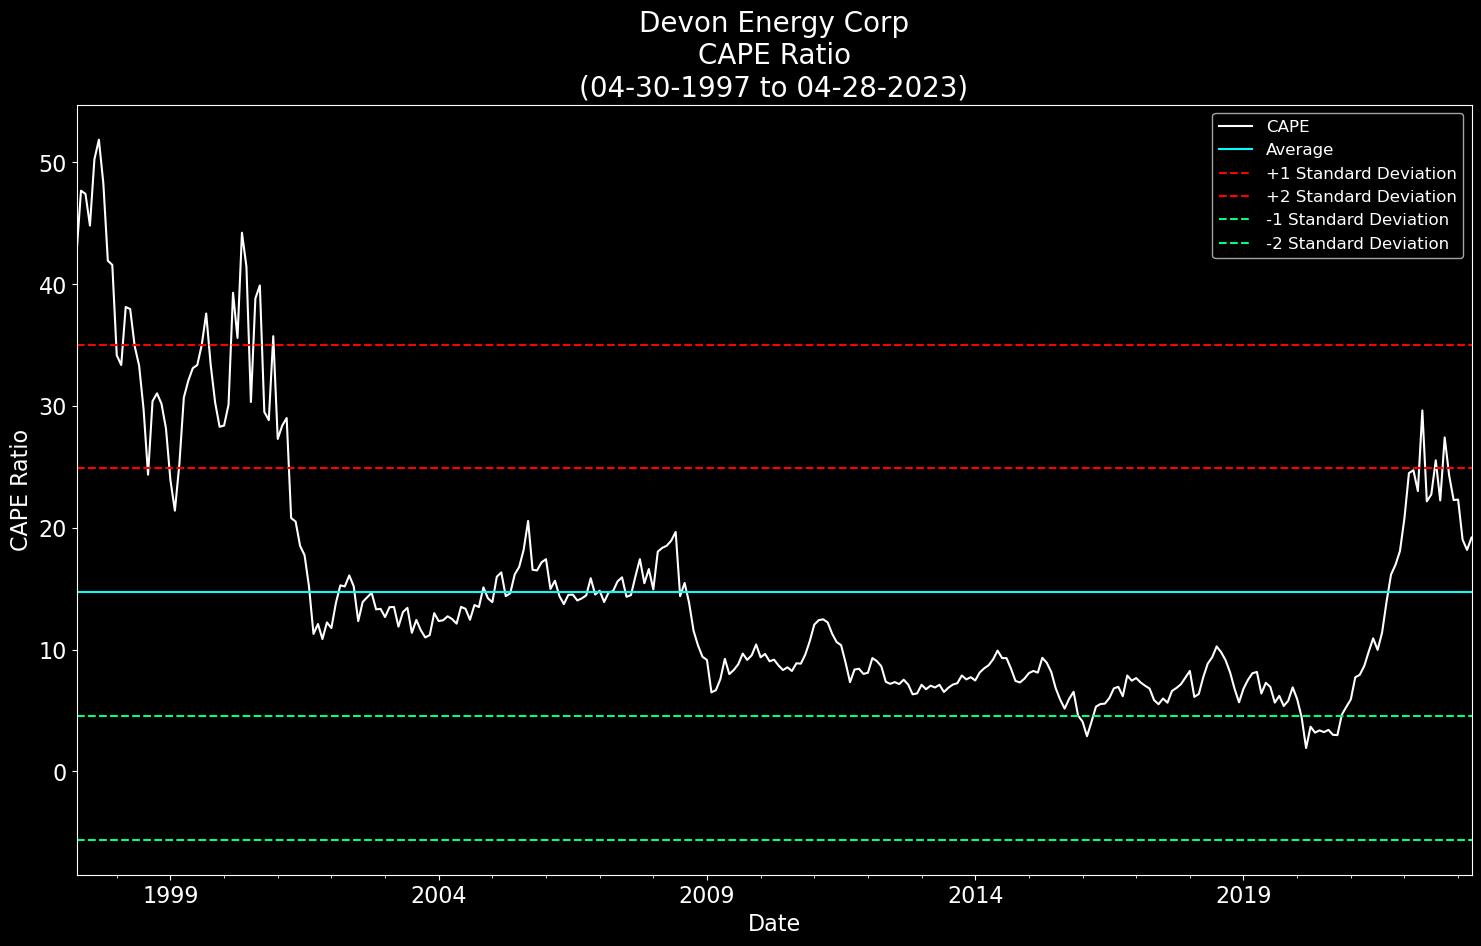 Devon Energy Corp
CAPE Ratio
(04-30-1997 to 04-28-2023)
CAPE
Average
+1 Standard Deviation
+2 Standard Deviation
-1 Standard Deviation
-2 Standard Deviation
CAPE Ratio
50
40
30
20
10
0
1999 2004 2009 2014 2019
Date